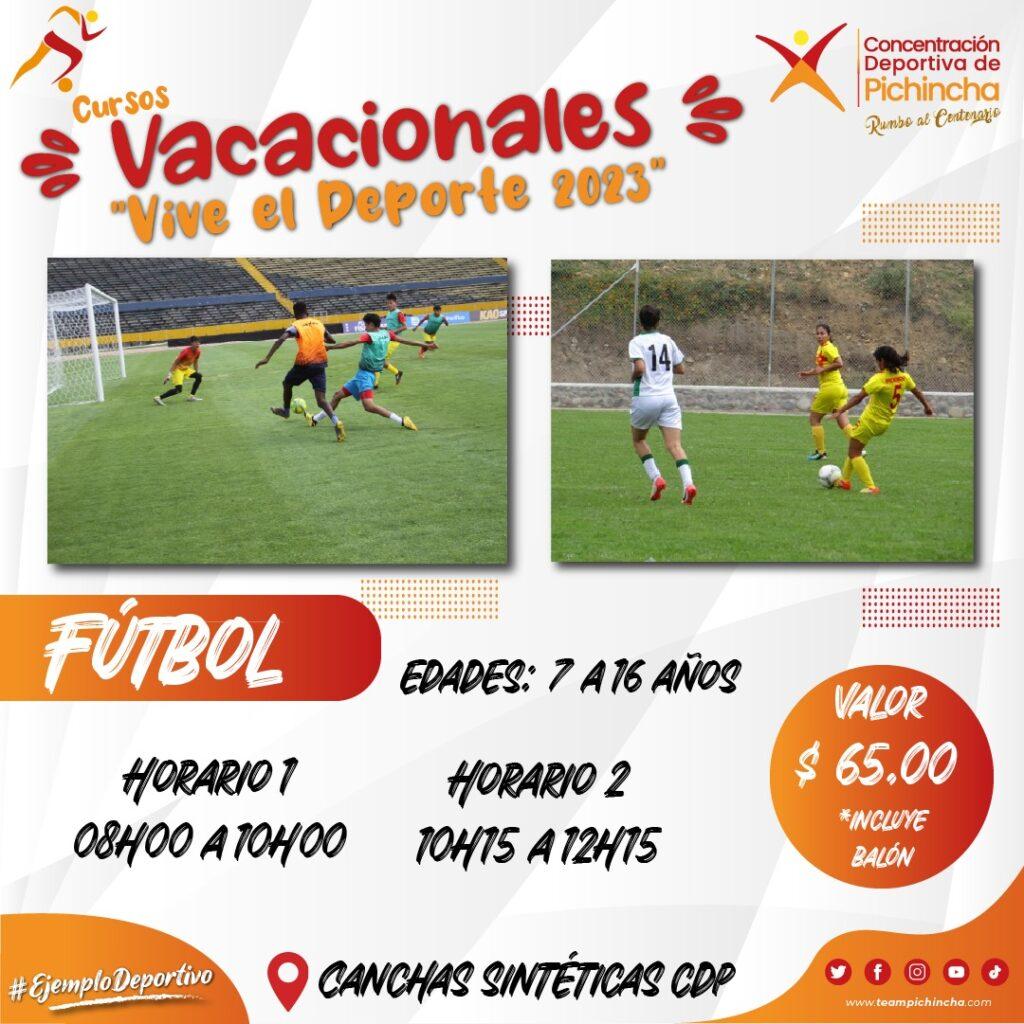 Cursos
Vacacionales
"Vive el Deporte 2023"
Concentración
Deportiva de
Pichincha
Rumbo al Centenario
KAO
14
5
FÚTBOL
EDADES: 7 A 16 AÑOS
HORARIO 1
08H00 A 10H00
HORARIO 2
10H15 A 12H15
VALOR
$ 65.00
*INCLUYE
BALÓN
#EjemploDeportivo
CANCHAS SINTÉTICAS CDP
www.teampichincha.com